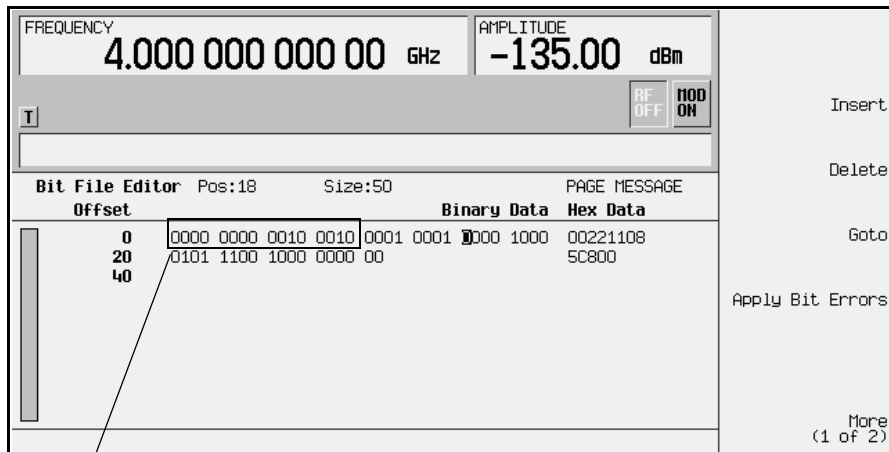 FREQUENCY
4.000 000 000 00 GHz
AMPLITUDE
-135.00 dBm
RF OFF
MOD ON
T
Insert
Delete
Goto
Apply Bit Errors
More
(1 of 2)
Bit File Editor Pos:18 Size:50 PAGE MESSAGE
Offset Binary Data Hex Data
0 0000 0000 0010 0010 0001 0001 0000 1000 00221108
20 0101 1100 1000 0000 00 5C800
40